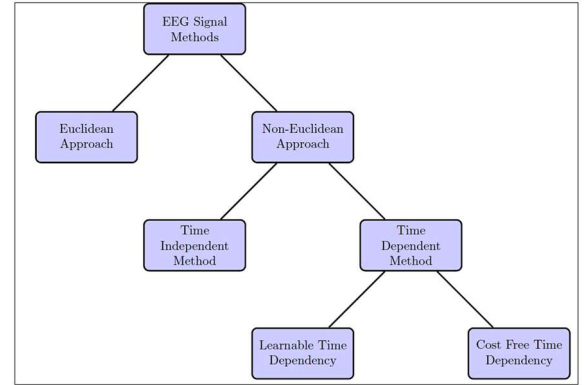 EEG Signal
Methods
Euclidean
Approach
Non-Euclidean
Approach
Time
Independent
Method
Time
Dependent
Method
Learnable Time
Dependency
Cost Free Time
Dependency